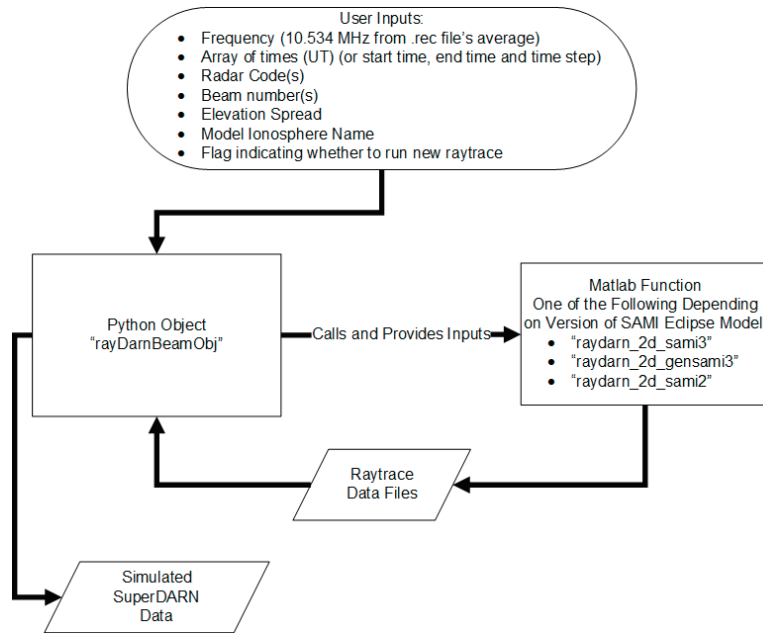 User Inputs:
• Frequency (10.534 MHz from .rec file's average)
• Array of times (UT) (or start time, end time and time step)
• Radar Code(s)
• Beam number(s)
• Elevation Spread
• Model Ionosphere Name
• Flag indicating whether to run new raytrace
Python Object
"rayDarnBeamObj"
Calls and Provides Inputs
Matlab Function
One of the Following Depending
on Version of SAMI Eclipse Model
• "raydarn_2d_sami3"
• "raydarn_2d_gensami3"
• "raydarn_2d_sami2"
Raytrace
Data Files
Simulated
SuperDARN
Data